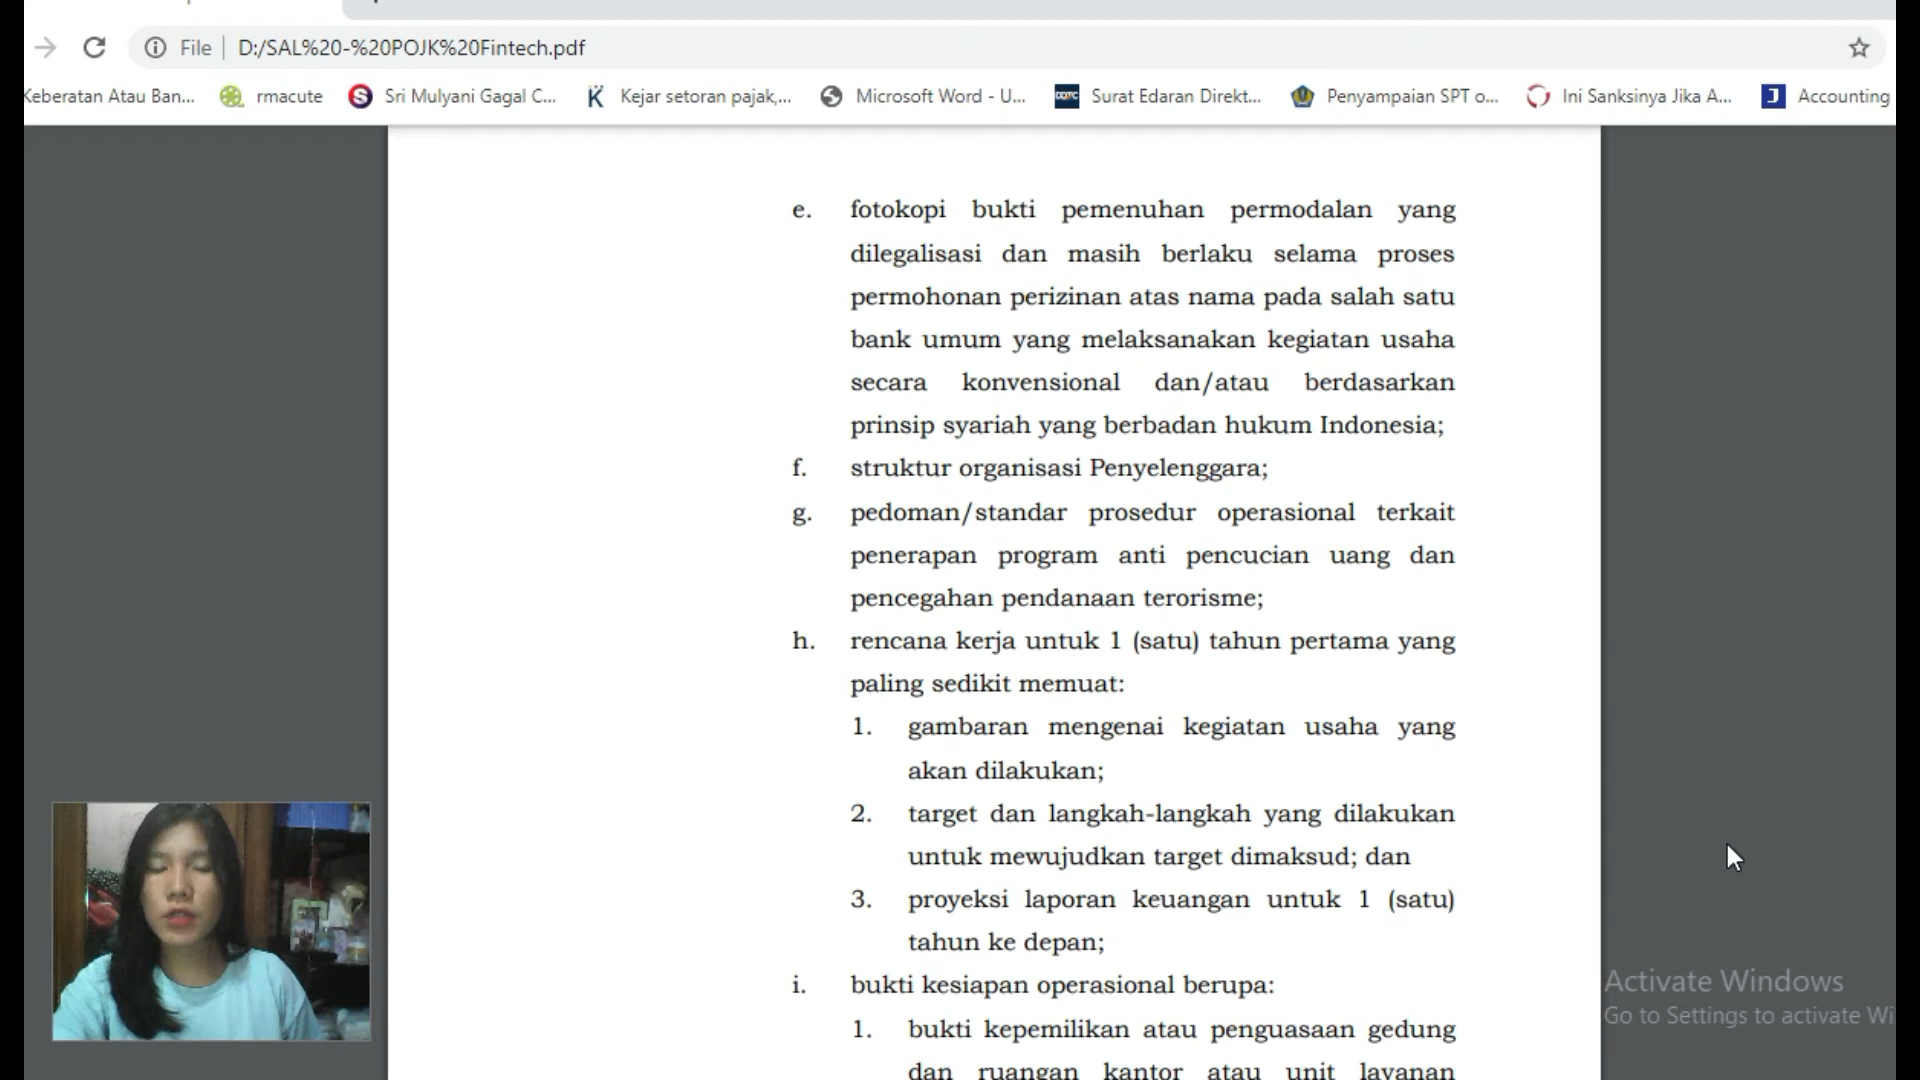 File D:/SAL%20-%20POJK%20Fintech.pdf
Keberatan Atau Ban... rmacute Sri Mulyani Gagal C... Kejar setoran pajak,... Microsoft Word - U... DDTC Surat Edaran Direkt... Penyampaian SPT o... Ini Sanksinya Jika A... Accounting
e. fotokopi bukti pemenuhan permodalan yang
dilegalisasi dan masih berlaku selama proses
permohonan perizinan atas nama pada salah satu
bank umum yang melaksanakan kegiatan usaha
secara konvensional dan/atau berdasarkan
prinsip syariah yang berbadan hukum Indonesia;
f. struktur organisasi Penyelenggara;
g. pedoman/standar prosedur operasional terkait
penerapan program anti pencucian uang dan
pencegahan pendanaan terorisme;
h. rencana kerja untuk 1 (satu) tahun pertama yang
paling sedikit memuat:
1. gambaran mengenai kegiatan usaha yang
akan dilakukan;
2. target dan langkah-langkah yang dilakukan
untuk mewujudkan target dimaksud; dan
3. proyeksi laporan keuangan untuk 1 (satu)
tahun ke depan;
i. bukti kesiapan operasional berupa:
1. bukti kepemilikan atau penguasaan gedung
dan ruangan kantor atau unit layanan
Activate Windows
Go to Settings to activate Wi